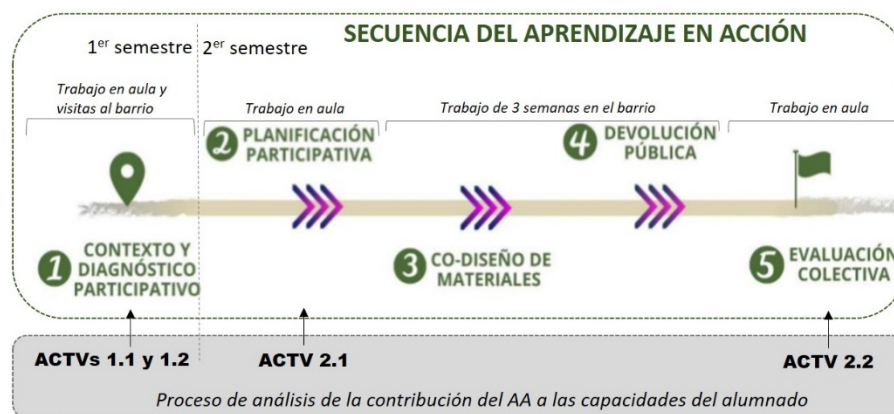 SECUENCIA DEL APRENDIZAJE EN ACCIÓN
1er semestre
2er semestre
Trabajo en aula y
visitas al barrio
Trabajo en aula
Trabajo de 3 semanas en el barrio
Trabajo en aula
2 PLANIFICACIÓN
PARTICIPATIVA
4 DEVOLUCIÓN
PÚBLICA
1 CONTEXTO Y
DIAGNÓSTICO
PARTICIPATIVO
3 CO-DISEÑO DE
MATERIALES
5 EVALUACIÓN
COLECTIVA
ACTVs 1.1 y 1.2
ACTV 2.1
ACTV 2.2
Proceso de análisis de la contribución del AA a las capacidades del alumnado